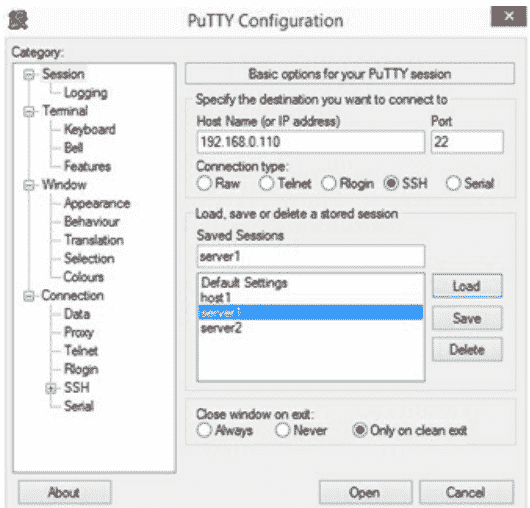 PuTTY Configuration
Category:
Session
Logging
Terminal
Keyboard
Bell
Features
Window
Appearance
Behaviour
Translation
Selection
Colours
Connection
Data
Proxy
Telnet
Rlogin
SSH
Serial
Basic options for your PuTTY session
Specify the destination you want to connect to
Host Name (or IP address) Port
192.168.0.110 22
Connection type:
Raw Telnet Rlogin SSH Serial
Load, save or delete a stored session
Saved Sessions
server1
Default Settings
host1
server1
server2
Load
Save
Delete
Close window on exit:
Always Never Only on clean exit
About Open Cancel